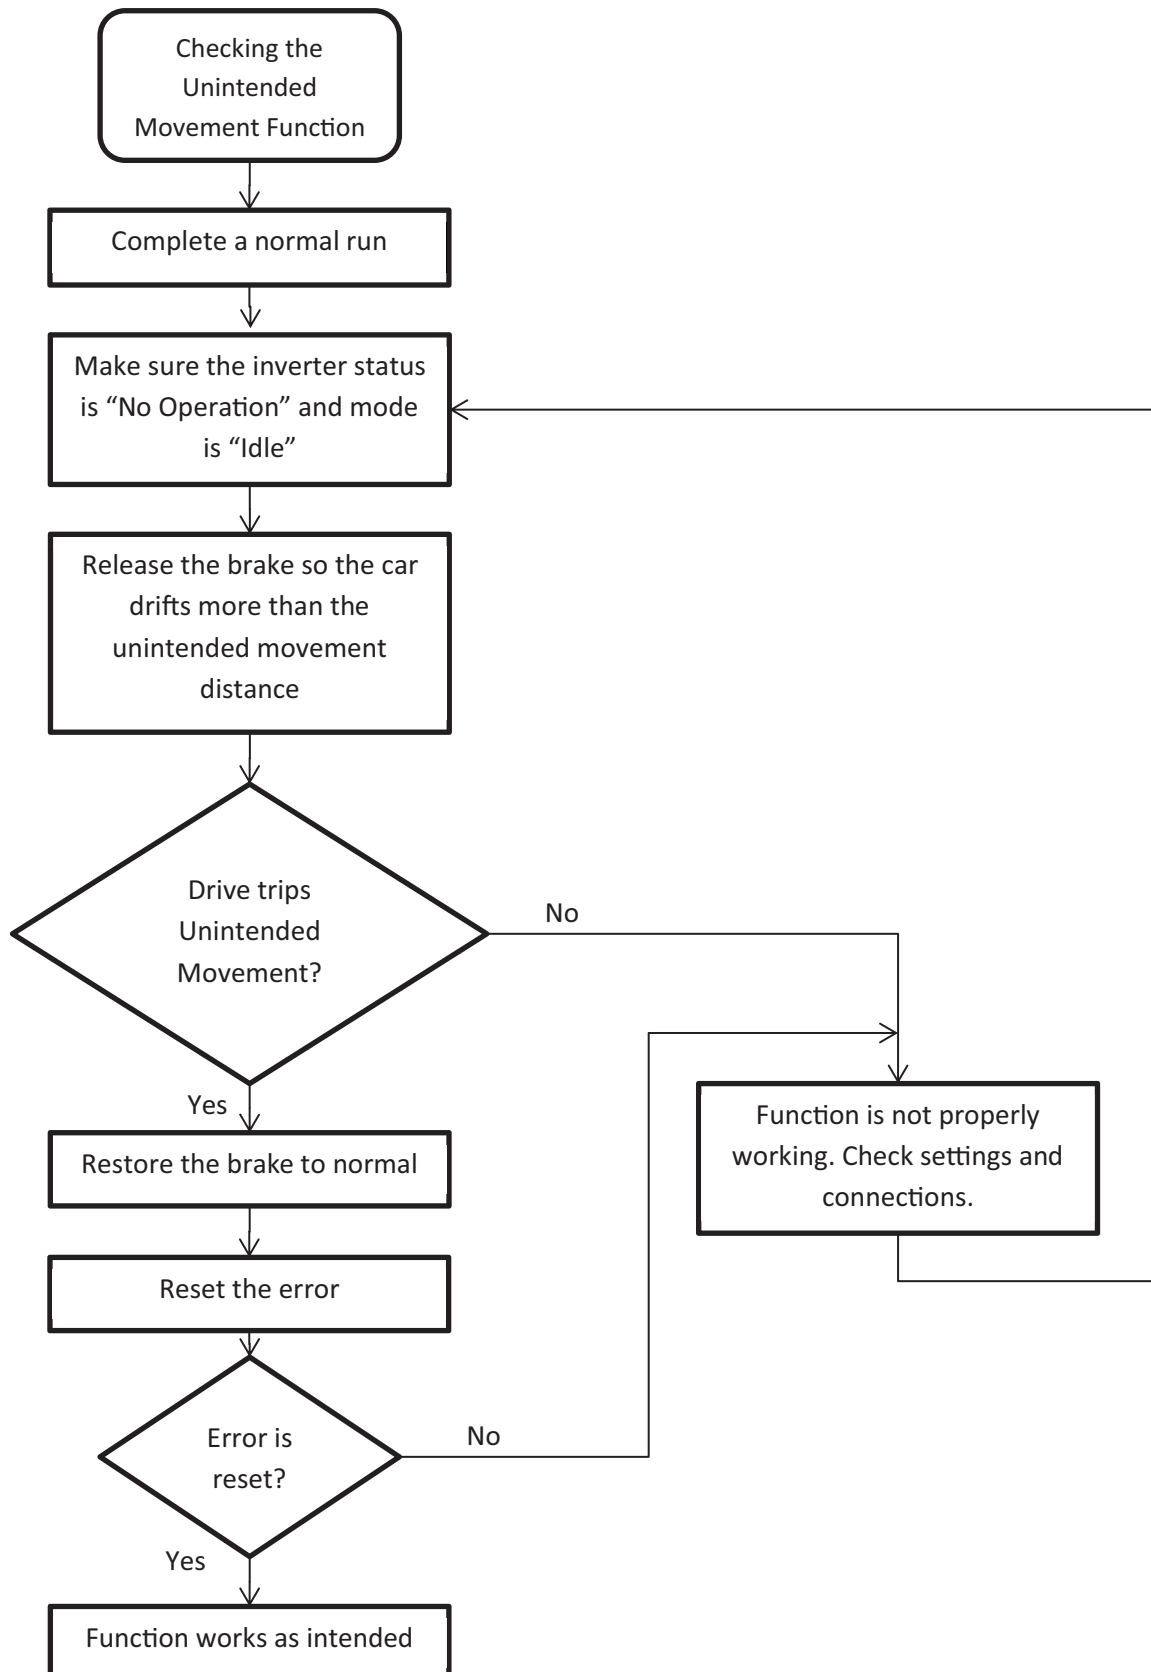 Checking the
Unintended
Movement Function
Complete a normal run
Make sure the inverter status
is “No Operation” and mode
is “Idle”
Release the brake so the car
drifts more than the
unintended movement
distance
Drive trips
Unintended
Movement?
No
Yes
Restore the brake to normal
Function is not properly
working. Check settings and
connections.
Reset the error
Error is
reset?
No
Yes
Function works as intended